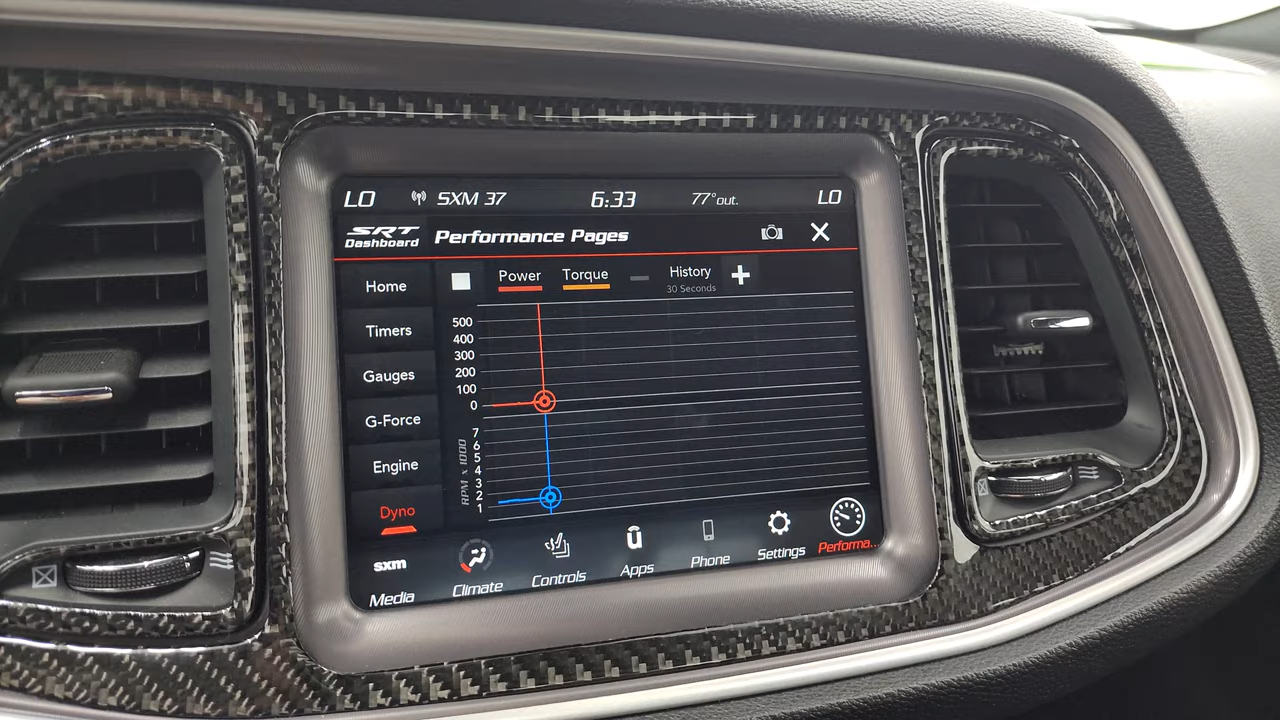 LO SXM 37 6:33 77°out. LO
SRT
Dashboard
Performance Pages
Home
Timers
Gauges
G-Force
Engine
Dyno
Power Torque History
30 Seconds
500
400
300
200
100
0
RPM x 1000
7
6
5
4
3
2
1
sxm
Media
Climate
Controls
Apps
Phone
Settings
Performa...